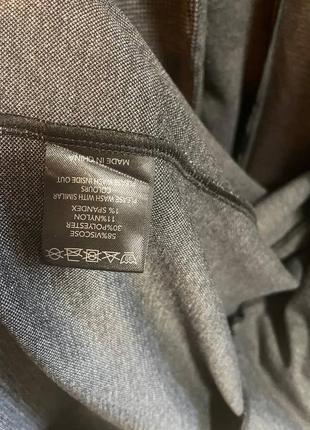 58%VISCOSE
30%POLYESTER
11%NYLON
1% SPANDEX
PLEASE WASH WITH SIMILAR
COLOURS
PLEASE WASH INSIDE OUT
MADE IN CHINA